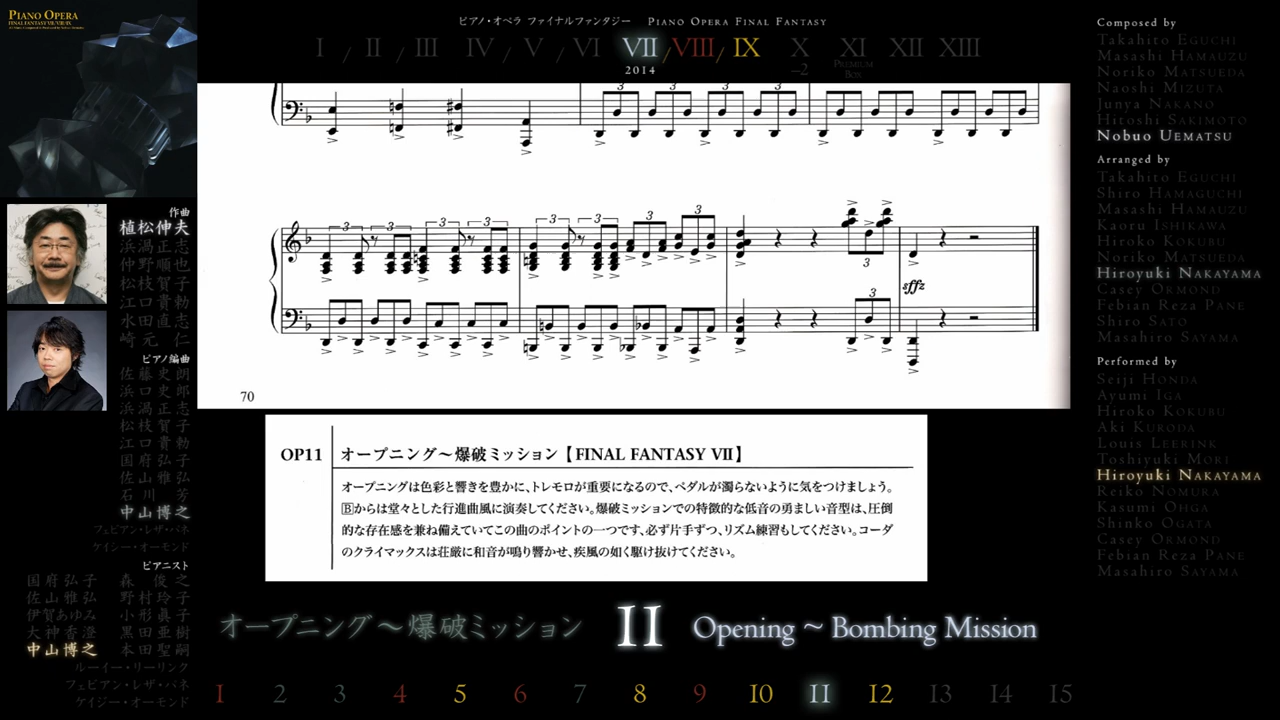 PIANO OPERA
FINAL FANTASY VII/VIII/IX
ピアノ・オペラ ファイナルファンタジー PIANO OPERA FINAL FANTASY
I / II / III IV / V / VI VII / VIII / IX X XI XII XIII
2014
-2
PREMIUM
BOX
作曲
植松伸夫
浜渦正志
仲野順也
松枝賀子
江口貴勅
水田直志
崎元仁
ピアノ編曲
佐藤史朗
浜口史郎
浜渦正志
松枝賀子
江口貴勅
国府弘子
佐山雅弘
石川芳
中山博之
フェビアン・レザ・パネ
ケイシー・オーモンド
ピアニスト
国府弘子 森俊之
佐山雅弘 野村玲子
伊賀あゆみ 小形眞子
大神香澄 黒田亜樹
中山博之 本田聖嗣
ルーイー・リーリンク
フェビアン・レザ・パネ
ケイジー・オーモンド
3 3 3 3 3 3
3 3 3 3 3 3 3 3
3
sffz
3
70
OP11
オープニング～爆破ミッション【FINAL FANTASY VII】
オープニングは色彩と響きを豊かに、トレモロが重要になるので、ペダルが濁らないように気をつけましょう。
Bからは堂々とした行進曲風に演奏してください。爆破ミッションでの特徴的な低音の勇ましい音型は、圧倒
的な存在感を兼ね備えていてこの曲のポイントの一つです、必ず片手ずつ、リズム練習もしてください。コーダ
のクライマックスは荘厳に和音が鳴り響かせ、疾風の如く駆け抜けてください。
オープニング～爆破ミッション II Opening ~ Bombing Mission
1 2 3 4 5 6 7 8 9 10 11 12 13 14 15
Composed by
Takahito EGUCHI
Masashi HAMAUZU
Noriko MATSUEDA
Naoshi MIZUTA
Junya NAKANO
Hitoshi SAKIMOTO
Nobuo UEMATSU
Arranged by
Takahito EGUCHI
Shiro HAMAGUCHI
Masashi HAMAUZU
Kaoru ISHIKAWA
Hiroko KOKUBU
Noriko MATSUEDA
Hiroyuki NAKAYAMA
Casey ORMOND
Febian Reza PANE
Shiro SATO
Masahiro SAYAMA
Performed by
Seiji HONDA
Ayumi IGA
Hiroko KOKUBU
Aki KURODA
Louis LEERINK
Toshiyuki MORI
Hiroyuki NAKAYAMA
Reiko NOMURA
Kasumi OHGA
Shinko OGATA
Casey ORMOND
Febian Reza PANE
Masahiro SAYAMA